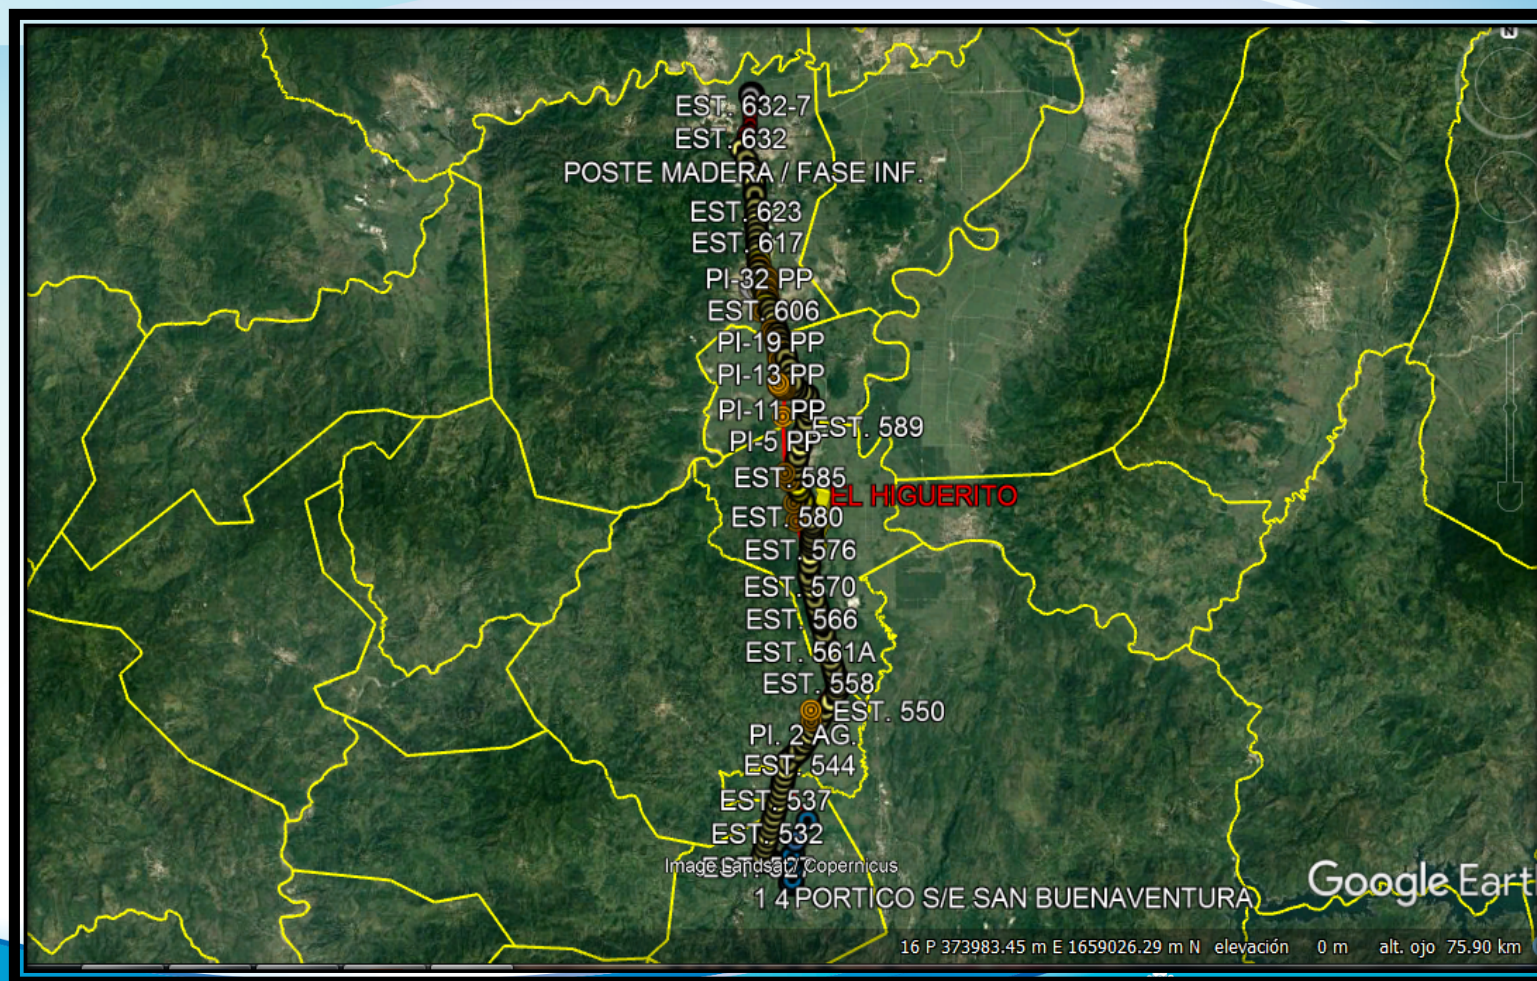 N
EST. 632-7
EST. 632
POSTE MADERA / FASE INF.
EST. 623
EST. 617
PI-32 PP
EST. 606
PI-19 PP
PI-13 PP
PI-11 PP
EST. 589
PI-5 PP
EST. 585
EL HIGUERITO
EST. 580
EST. 576
EST. 570
EST. 566
EST. 561A
EST. 558
EST. 550
PI. 2 AG.
EST. 544
EST. 537
EST. 532
EST. 527
Image Landsat / Copernicus
1 4 PORTICO S/E SAN BUENAVENTURA
Google Eart
16 P 373983.45 m E 1659026.29 m N elevación 0 m alt. ojo 75.90 km